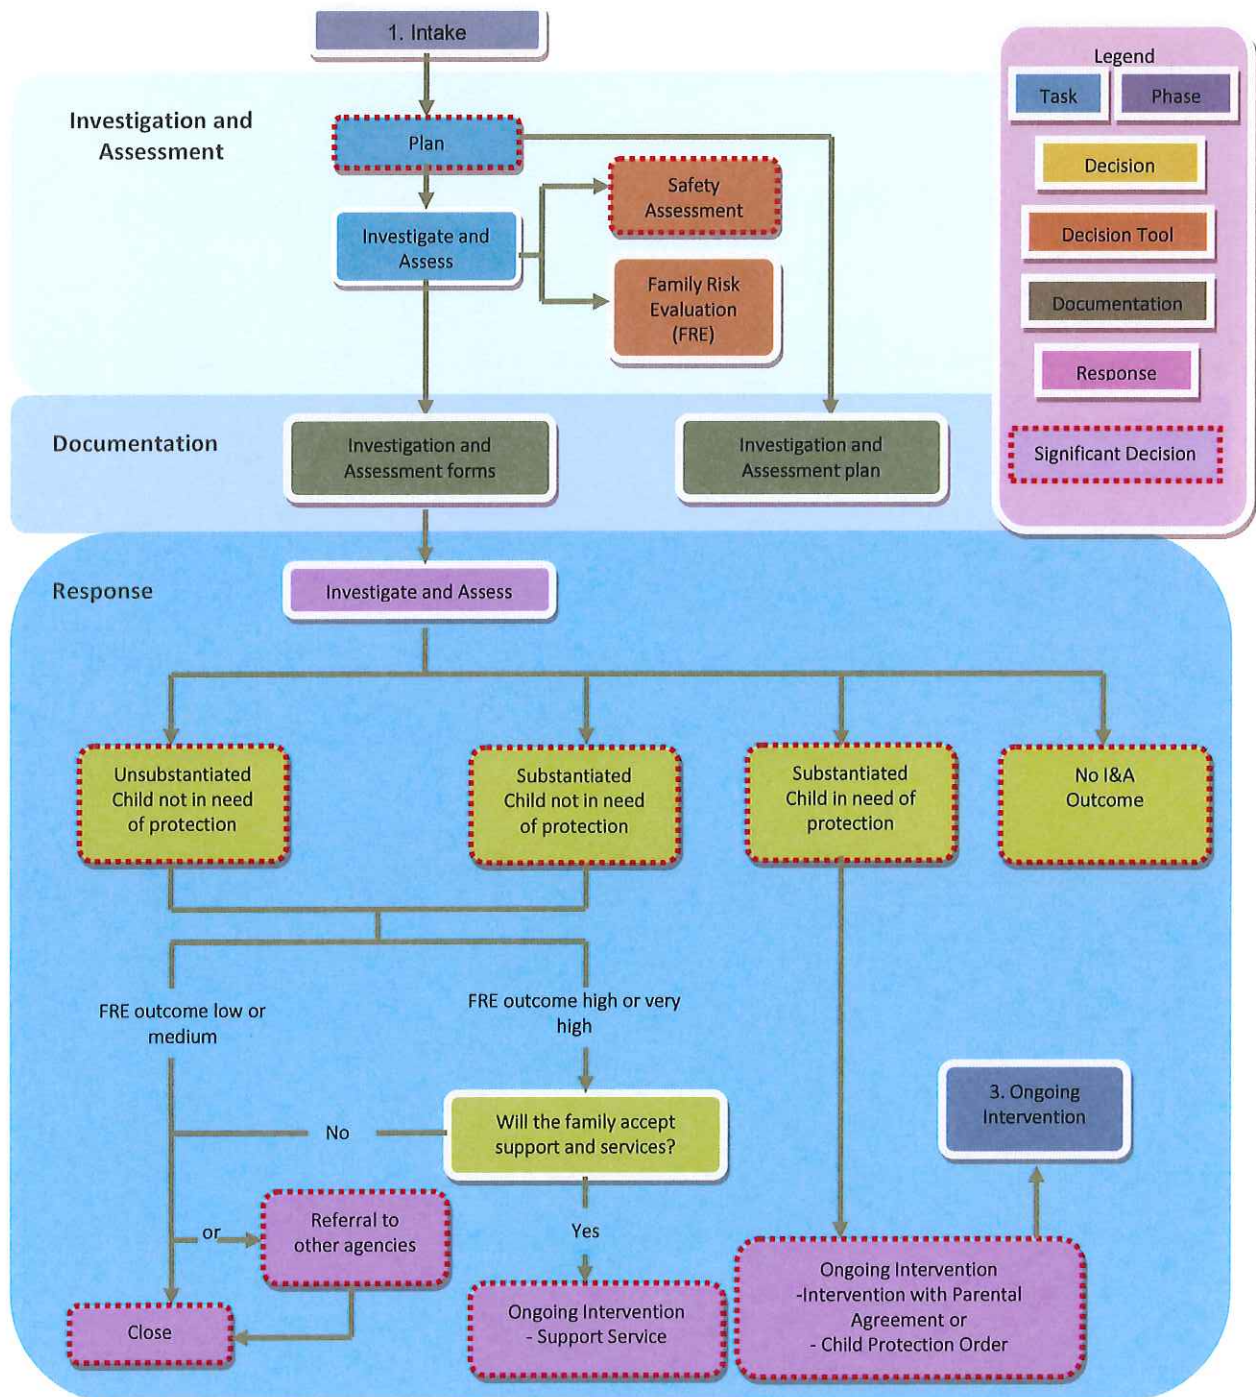 1. Intake
Legend
Task
Phase
Decision
Decision Tool
Documentation
Response
Significant Decision
Investigation and
Assessment
Plan
Safety
Assessment
Investigate and
Assess
Family Risk
Evaluation
(FRE)
Documentation
Investigation and
Assessment forms
Investigation and
Assessment plan
Response
Investigate and Assess
Unsubstantiated
Child not in need
of protection
Substantiated
Child not in need
of protection
Substantiated
Child in need of
protection
No I&A
Outcome
FRE outcome low or
medium
FRE outcome high or very
high
Will the family accept
support and services?
No
3. Ongoing
Intervention
Yes
or
Referral to
other agencies
Close
Ongoing Intervention
- Support Service
Ongoing Intervention
-Intervention with Parental
Agreement or
- Child Protection Order